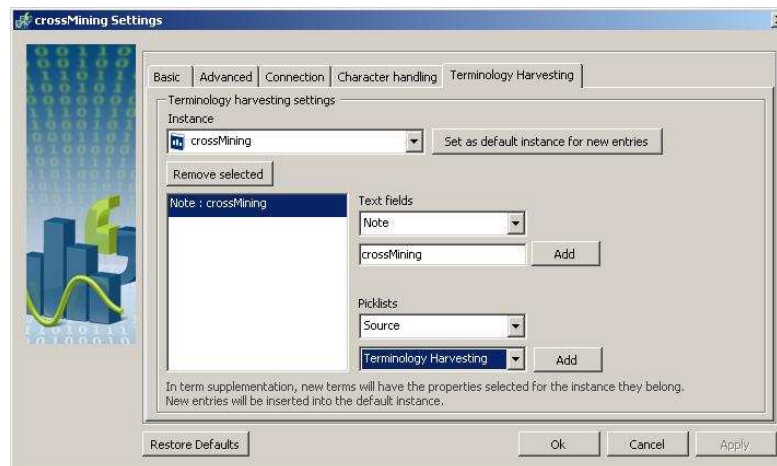 crossMining Settings
Basic Advanced Connection Character handling Terminology Harvesting
Terminology harvesting settings
Instance
crossMining Set as default instance for new entries
Remove selected
Note : crossMining
Text fields
Note
crossMining Add
Picklists
Source
Terminology Harvesting Add
In term supplementation, new terms will have the properties selected for the instance they belong.
New entries will be inserted into the default instance.
Restore Defaults Ok Cancel Apply